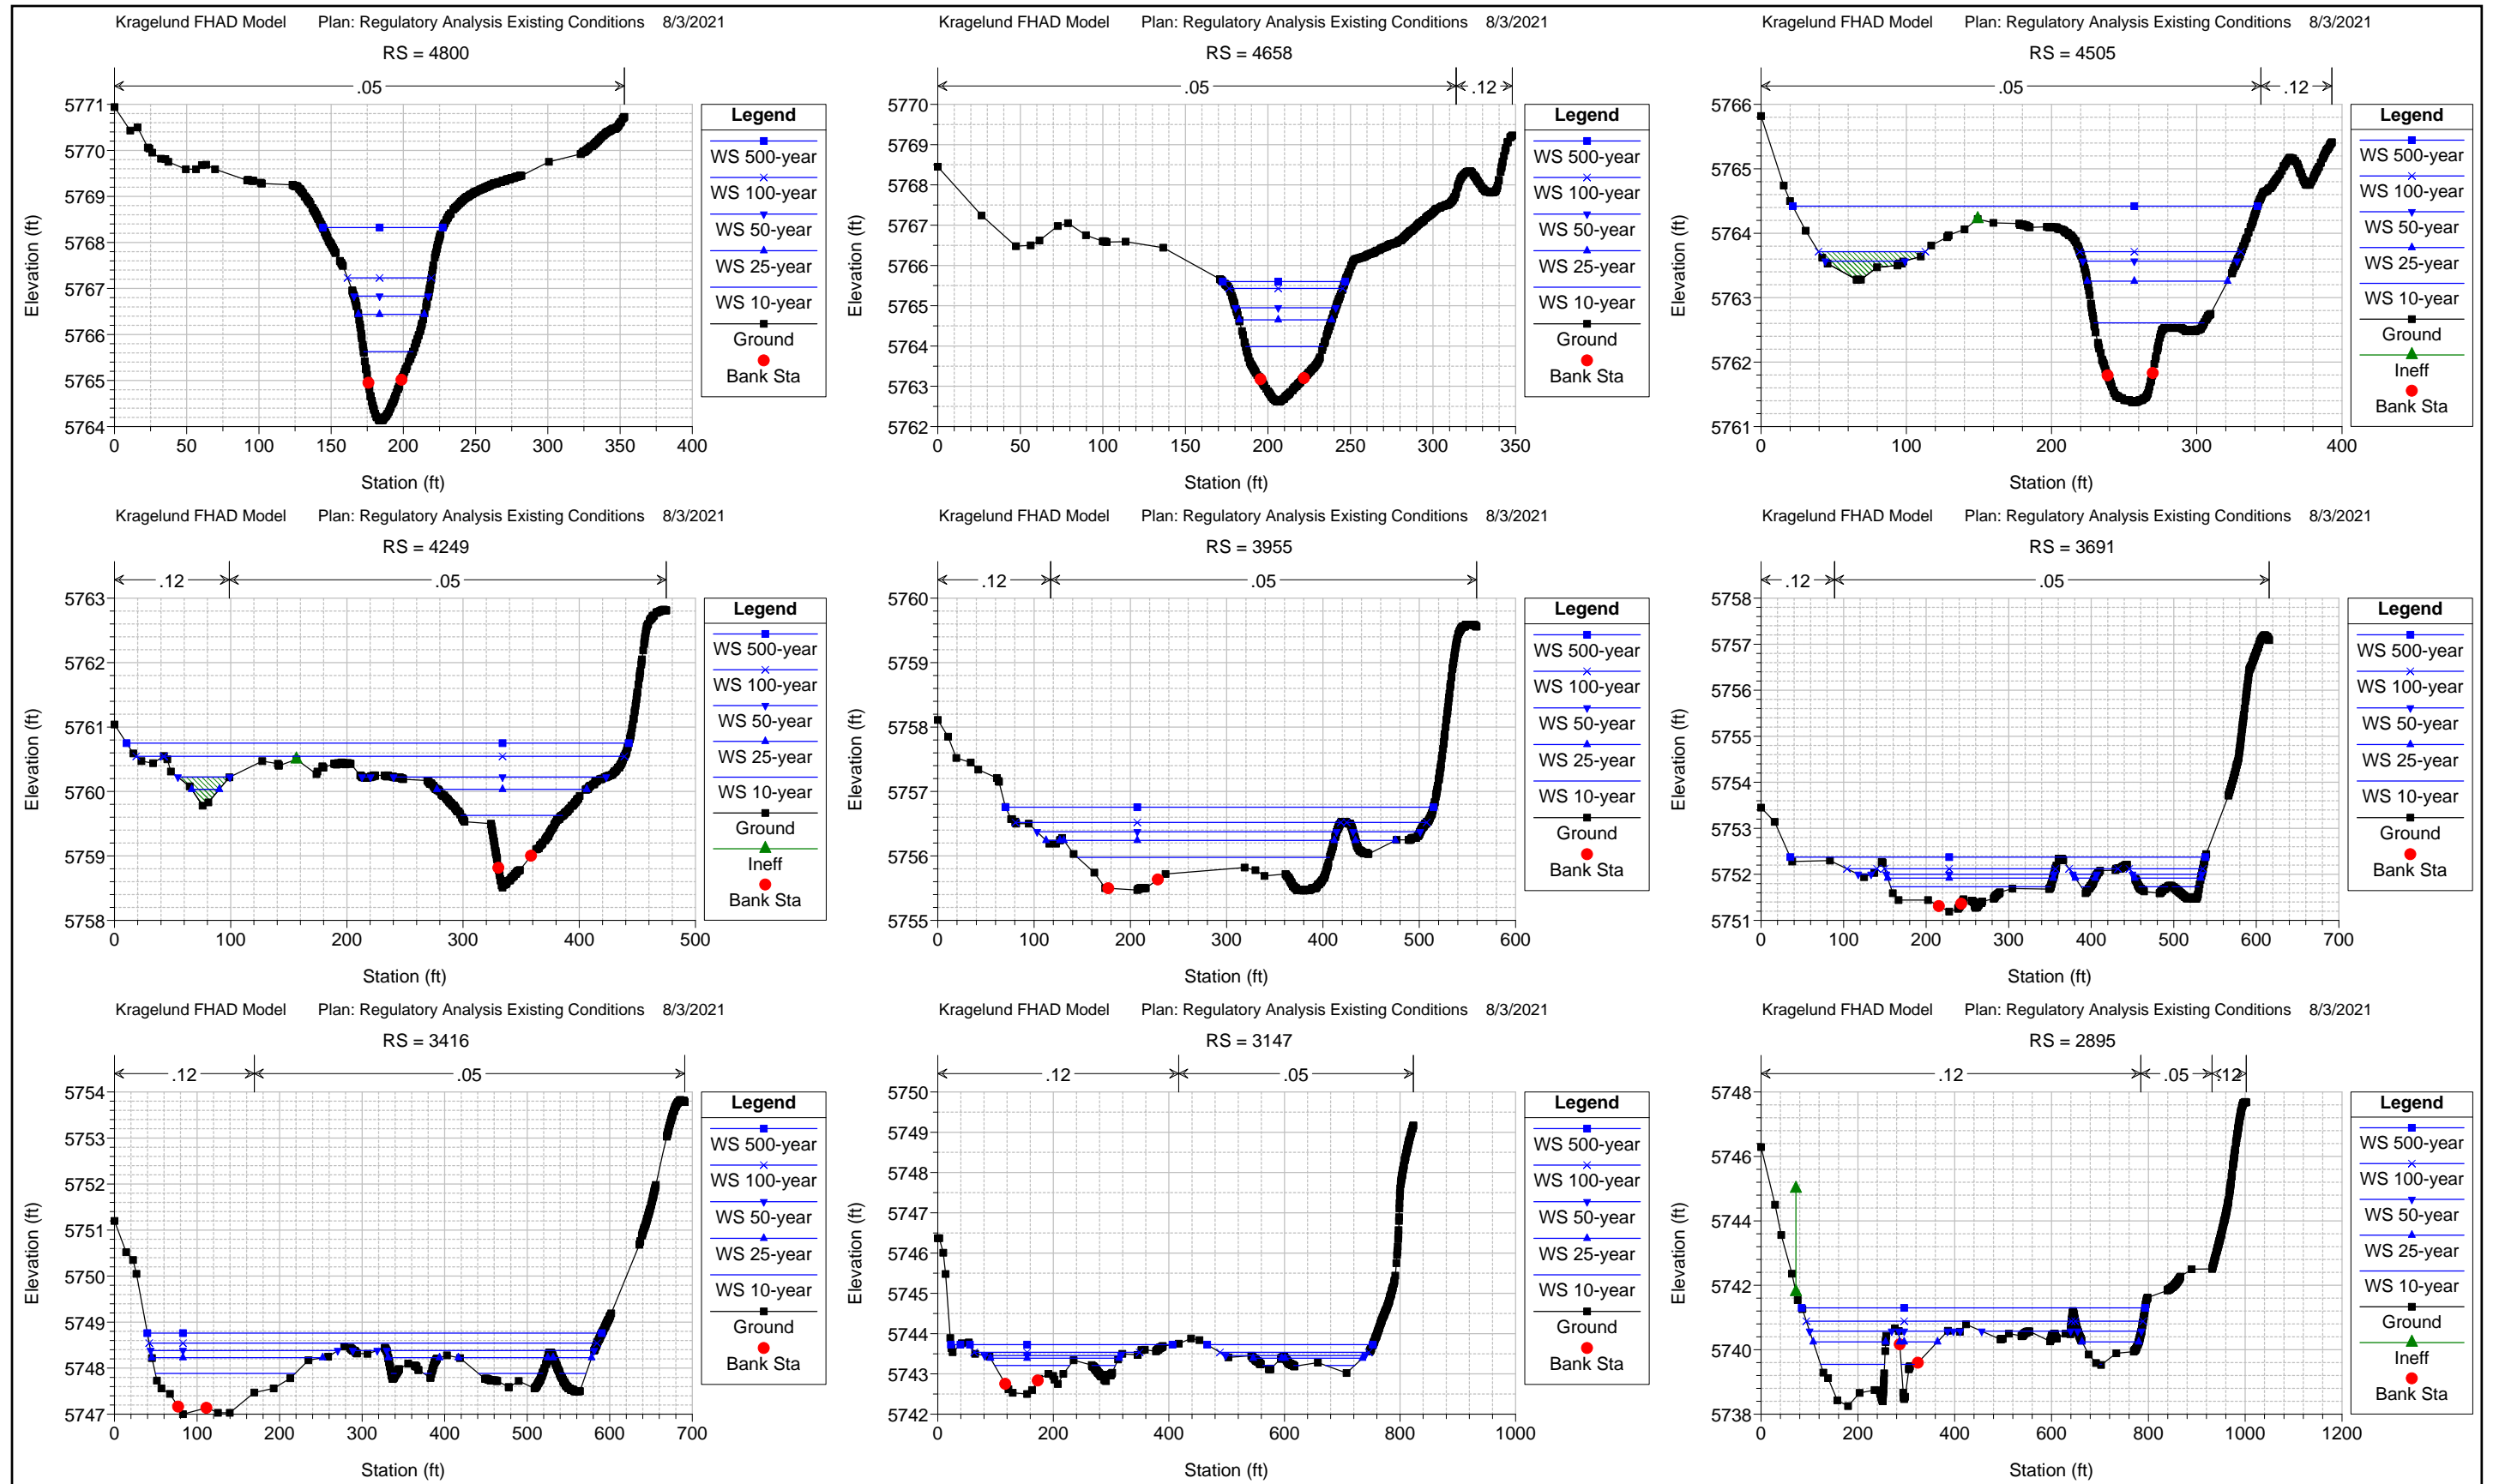 Kragelund FHAD Model Plan: Regulatory Analysis Existing Conditions 8/3/2021
RS = 4800
.05
5771
5770
5769
5768
5767
5766
5765
5764
Elevation (ft)
0 50 100 150 200 250 300 350 400
Station (ft)
Legend
WS 500-year
WS 100-year
WS 50-year
WS 25-year
WS 10-year
Ground
Bank Sta
Kragelund FHAD Model Plan: Regulatory Analysis Existing Conditions 8/3/2021
RS = 4658
.05 .12
5770
5769
5768
5767
5766
5765
5764
5763
5762
Elevation (ft)
0 50 100 150 200 250 300 350
Station (ft)
Legend
WS 500-year
WS 100-year
WS 50-year
WS 25-year
WS 10-year
Ground
Bank Sta
Kragelund FHAD Model Plan: Regulatory Analysis Existing Conditions 8/3/2021
RS = 4505
.05 .12
5766
5765
5764
5763
5762
5761
Elevation (ft)
0 100 200 300 400
Station (ft)
Legend
WS 500-year
WS 100-year
WS 50-year
WS 25-year
WS 10-year
Ground
Ineff
Bank Sta
Kragelund FHAD Model Plan: Regulatory Analysis Existing Conditions 8/3/2021
RS = 4249
.12 .05
5763
5762
5761
5760
5759
5758
Elevation (ft)
0 100 200 300 400 500
Station (ft)
Legend
WS 500-year
WS 100-year
WS 50-year
WS 25-year
WS 10-year
Ground
Ineff
Bank Sta
Kragelund FHAD Model Plan: Regulatory Analysis Existing Conditions 8/3/2021
RS = 3955
.12 .05
5760
5759
5758
5757
5756
5755
Elevation (ft)
0 100 200 300 400 500 600
Station (ft)
Legend
WS 500-year
WS 100-year
WS 50-year
WS 25-year
WS 10-year
Ground
Bank Sta
Kragelund FHAD Model Plan: Regulatory Analysis Existing Conditions 8/3/2021
RS = 3691
.12 .05
5758
5757
5756
5755
5754
5753
5752
5751
Elevation (ft)
0 100 200 300 400 500 600 700
Station (ft)
Legend
WS 500-year
WS 100-year
WS 50-year
WS 25-year
WS 10-year
Ground
Bank Sta
Kragelund FHAD Model Plan: Regulatory Analysis Existing Conditions 8/3/2021
RS = 3416
.12 .05
5754
5753
5752
5751
5750
5749
5748
5747
Elevation (ft)
0 100 200 300 400 500 600 700
Station (ft)
Legend
WS 500-year
WS 100-year
WS 50-year
WS 25-year
WS 10-year
Ground
Bank Sta
Kragelund FHAD Model Plan: Regulatory Analysis Existing Conditions 8/3/2021
RS = 3147
.12 .05
5750
5749
5748
5747
5746
5745
5744
5743
5742
Elevation (ft)
0 200 400 600 800 1000
Station (ft)
Legend
WS 500-year
WS 100-year
WS 50-year
WS 25-year
WS 10-year
Ground
Bank Sta
Kragelund FHAD Model Plan: Regulatory Analysis Existing Conditions 8/3/2021
RS = 2895
.12 .05 .12
5748
5746
5744
5742
5740
5738
Elevation (ft)
0 200 400 600 800 1000 1200
Station (ft)
Legend
WS 500-year
WS 100-year
WS 50-year
WS 25-year
WS 10-year
Ground
Ineff
Bank Sta